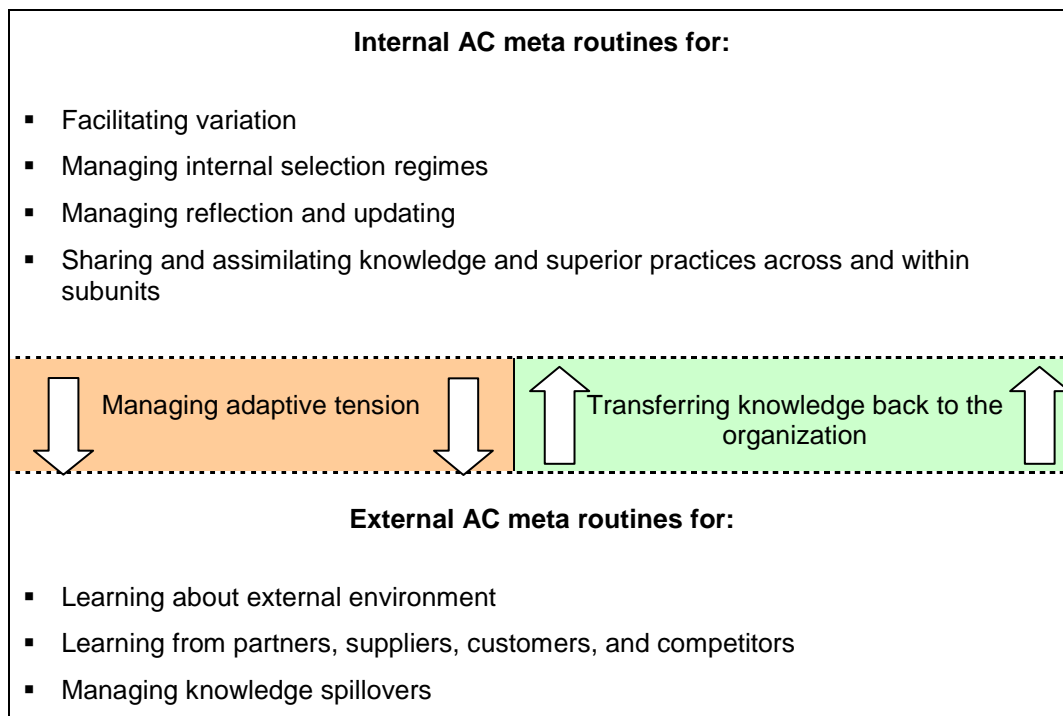 Internal AC meta routines for:
▪ Facilitating variation
▪ Managing internal selection regimes
▪ Managing reflection and updating
▪ Sharing and assimilating knowledge and superior practices across and within
subunits
Managing adaptive tension
Transferring knowledge back to the
organization
External AC meta routines for:
▪ Learning about external environment
▪ Learning from partners, suppliers, customers, and competitors
▪ Managing knowledge spillovers